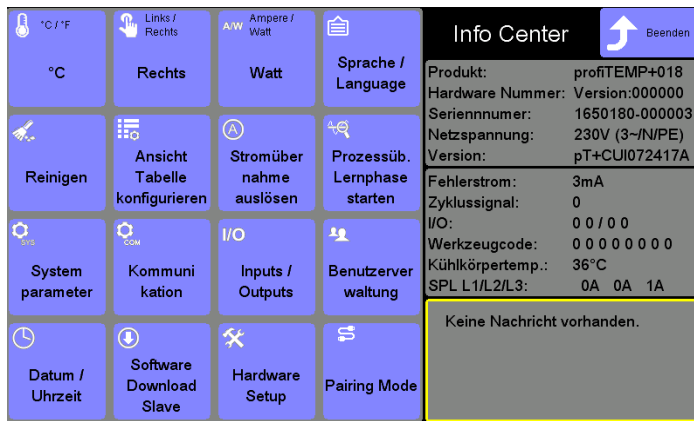 °C / °F
°C
Links /
Rechts
Rechts
A/W
Ampere /
Watt
Watt
Sprache /
Language
Reinigen
Ansicht
Tabelle
konfigurieren
A
Stromüber
nahme
auslösen
Prozessüb.
Lernphase
starten
SYS
System
parameter
COM
Kommuni
kation
I/O
Inputs /
Outputs
Benutzerver
waltung
Datum /
Uhrzeit
Software
Download
Slave
Hardware
Setup
Pairing Mode
Info Center
Beenden
Produkt: profiTEMP+018
Hardware Nummer: Version:000000
Seriennnumer: 1650180-000003
Netzspannung: 230V (3~/N/PE)
Version: pT+CUI072417A
Fehlerstrom: 3mA
Zyklussignal: 0
I/O: 0 0 / 0 0
Werkzeugcode: 0 0 0 0 0 0 0 0
Kühlkörpertemp.: 36°C
SPL L1/L2/L3: 0A 0A 1A
Keine Nachricht vorhanden.